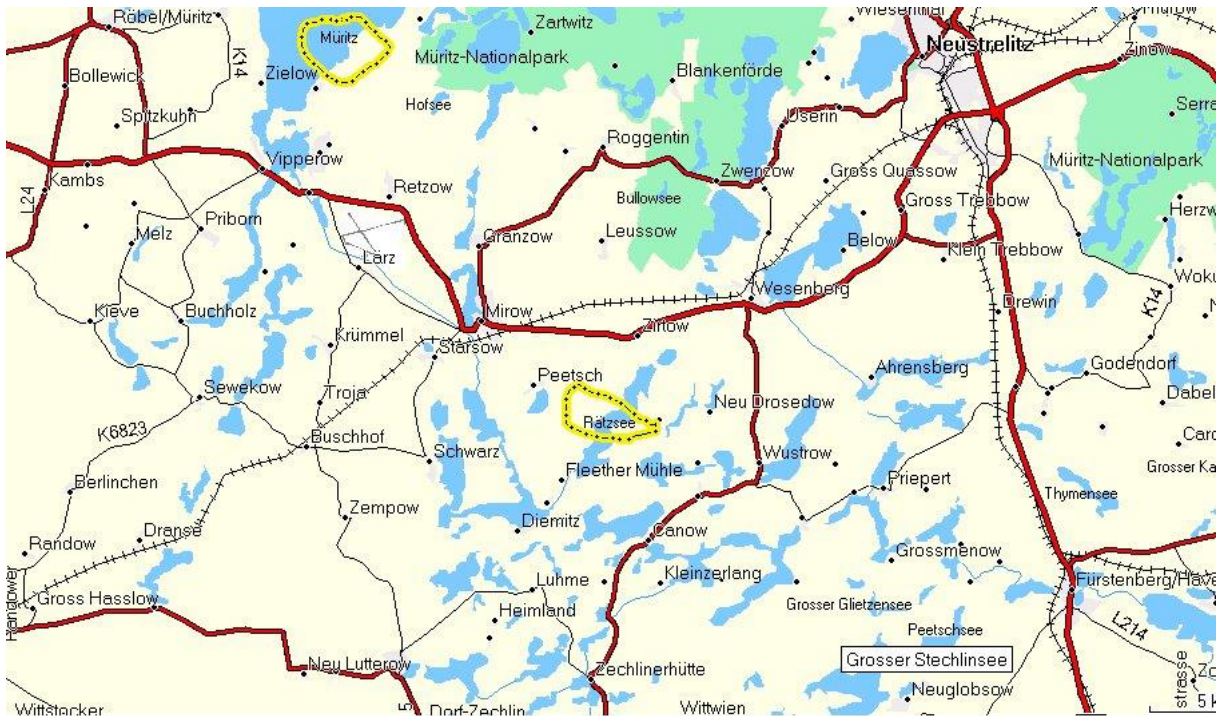 Röbel/Müritz
Müritz
Zartwitz
Wiesenthal
Neustrelitz
Zinow
K14
Müritz-Nationalpark
Bollewick
Zielow
Blankenförde
Hofsee
Spitzkuhn
Userin
Serra
Roggentin
Vipperow
Zwenzow
Gross Quassow
Müritz-Nationalpark
L24
Kambs
Retzow
Bullowsee
Gross Trebbow
Herzw
Priborn
Melz
Granzow
Leussow
Below
Klein Trebbow
Lärz
Woku
Wesenberg
Drewin
K14
Kieve
Buchholz
Mirow
Zirtow
Krümmel
Starsow
Peetsch
Ahrensberg
Godendorf
Sewekow
Troja
Rätzsee
Neu Drosedow
Dabel
K6823
Buschhof
Schwarz
Fleether Mühle
Wustrow
Caro
Grosser Ka
Berlinchen
Priepert
Thymensee
Zempow
Diemitz
Canow
Dranse
Randow
Grossmenow
Luhme
Kleinzerlang
Fürstenberg/Have
Gross Hasslow
Heimland
Grosser Glietzensee
L214
Peetschsee
Neu Lutterow
Zechlinerhütte
Grosser Stechlinsee
Neuglobsow
strasse
Zo
Wittstocker
5
Dorf-Zechlin
Wittwien
5 k